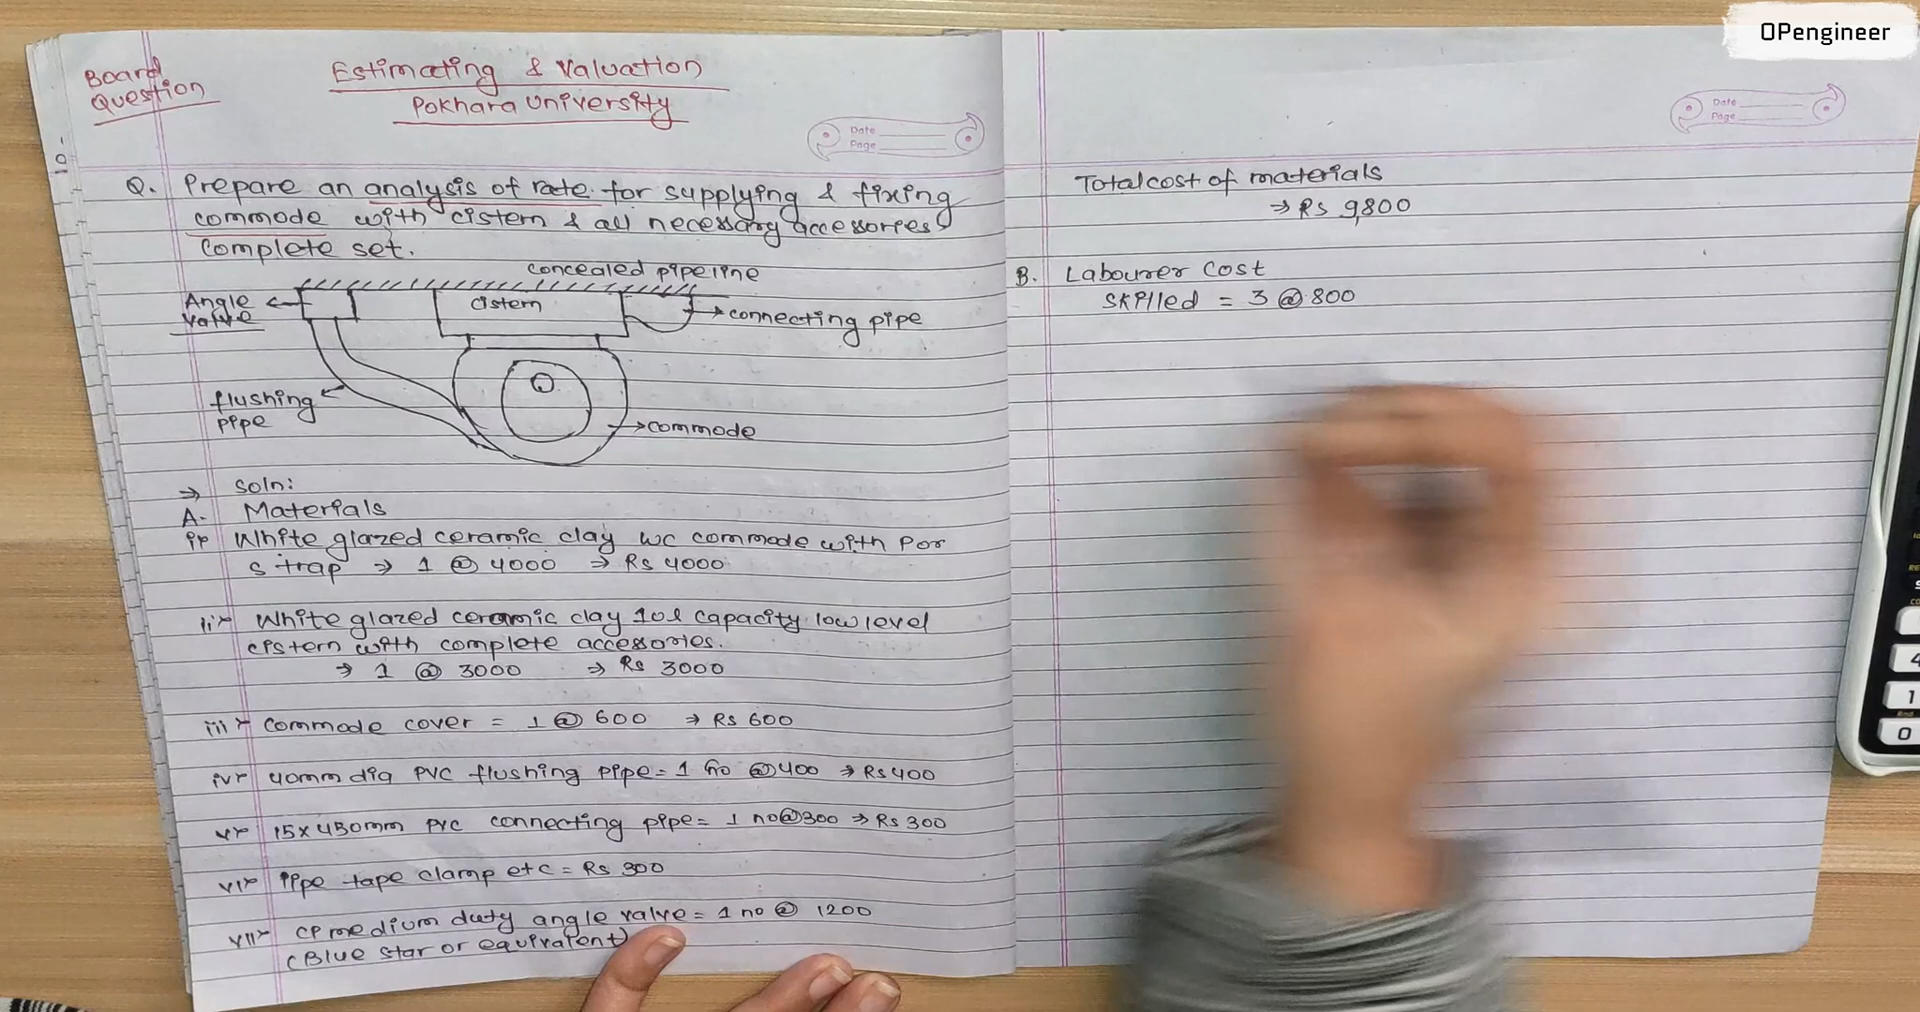 OPengineer
Board
Question
Estimating & Valuation
Pokhara University
Date
Page
Q. Prepare an analysis of rate for supplying & fixing
commode with cistern & all necessary accessories
complete set.
concealed pipeline
Angle
valve
cistern
connecting pipe
flushing
pipe
commode
⇒ Soln:
A. Materials
i> White glazed ceramic clay wc commode with P or
s trap ⇒ 1 @ 4000 ⇒ Rs 4000
ii> White glazed ceramic clay 10l capacity low level
cistern with complete accessories.
⇒ 1 @ 3000 ⇒ Rs 3000
iii> Commode cover = 1 @ 600 ⇒ Rs 600
iv> 40mm dia PVC flushing pipe = 1 no @ 400 ⇒ Rs 400
v> 15 x 450mm PVC connecting pipe = 1 no @ 300 ⇒ Rs 300
vi> Pipe tape clamp etc = Rs 300
vii> CP medium duty angle valve = 1 no @ 1200
(Blue star or equivalent)
Date
Page
Total cost of materials
⇒ Rs 9,800
B. Labourer Cost
Skilled = 3 @ 800
4
1
0